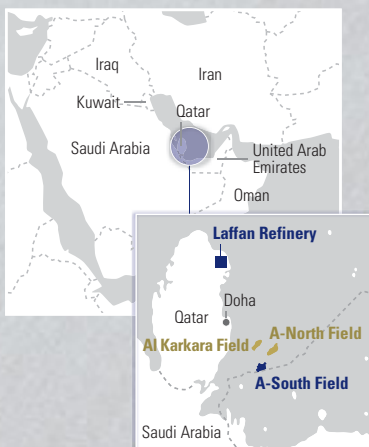 Iraq
Iran
Kuwait
Qatar
Saudi Arabia
United Arab
Emirates
Oman
Laffan Refinery
Doha
Qatar
A-North Field
Al Karkara Field
A-South Field
Saudi Arabia